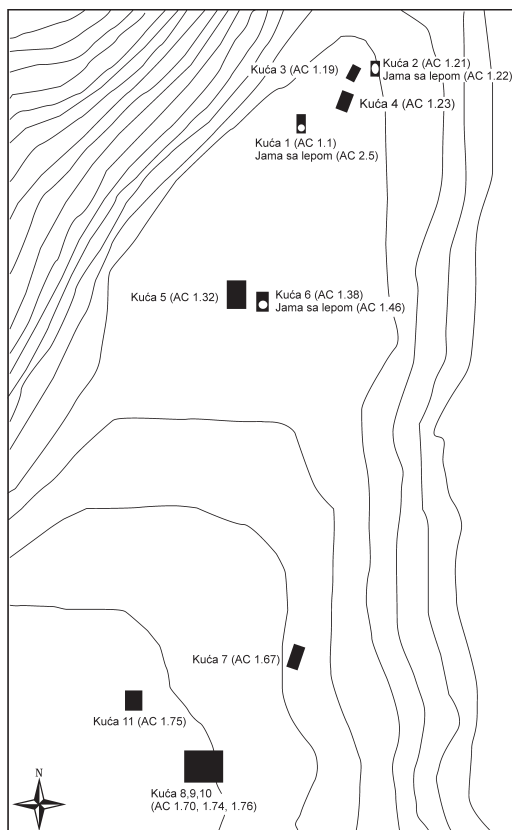 Kuća 3 (AC 1.19)
Kuća 2 (AC 1.21)
Jama sa lepom (AC 1.22)
Kuća 4 (AC 1.23)
Kuća 1 (AC 1.1)
Jama sa lepom (AC 2.5)
Kuća 5 (AC 1.32)
Kuća 6 (AC 1.38)
Jama sa lepom (AC 1.46)
Kuća 7 (AC 1.67)
Kuća 11 (AC 1.75)
Kuća 8,9,10
(AC 1.70, 1.74, 1.76)
N